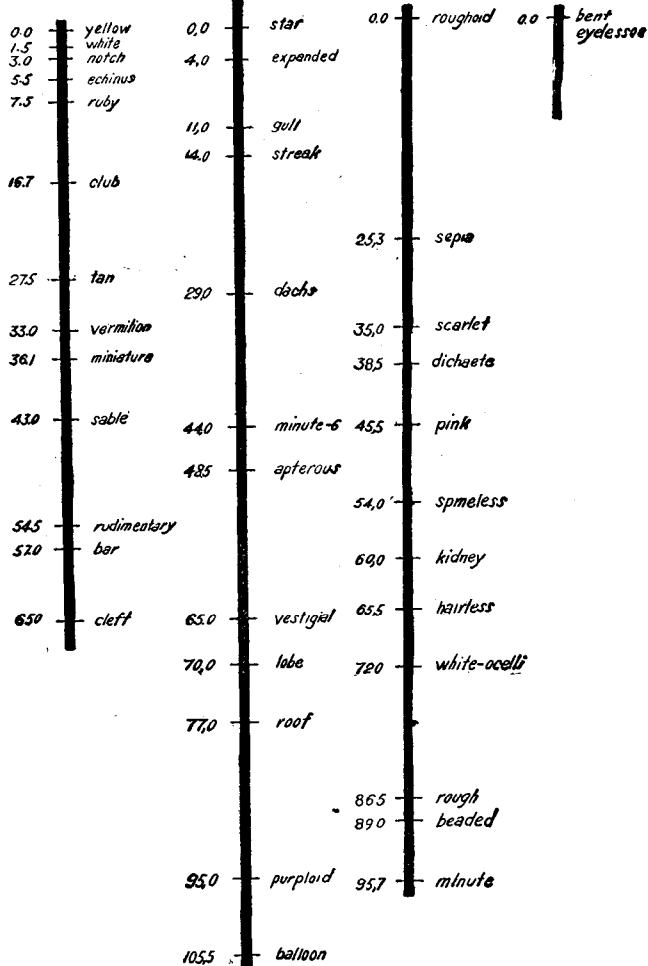 0.0 yellow
1.5 white
3.0 notch
5.5 echinus
7.5 ruby
16.7 club
27.5 tan
33.0 vermilion
36.1 miniature
43.0 sable
54.5 rudimentary
57.0 bar
65.0 cleft
0,0 star
4,0 expanded
11,0 gull
14.0 streak
29,0 dachs
44.0 minute-6
48.5 apterous
65.0 vestigial
70,0 lobe
77,0 roof
95,0 purploid
105,5 balloon
0.0 roughoid
25,3 sepia
35,0 scarlet
38,5 dichaete
45,5 pink
54,0 spineless
60,0 kidney
65.5 hairless
72.0 white-ocelli
86.5 rough
89.0 beaded
95,7 minute
0.0 bent
eyelessoe